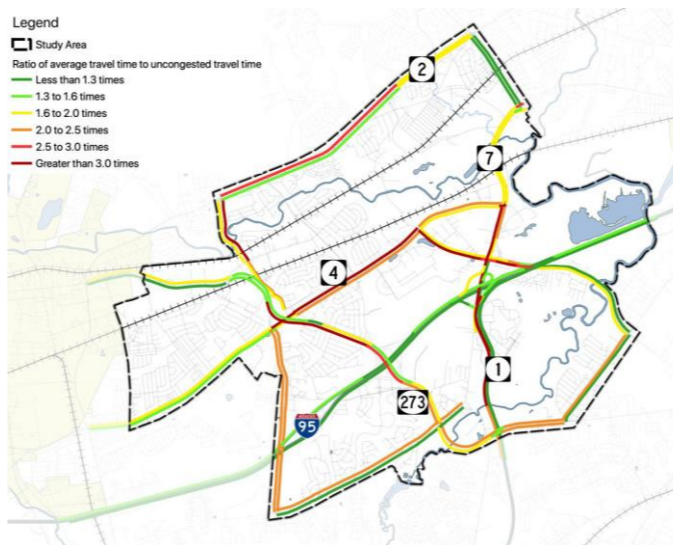 Legend
Study Area
Ratio of average travel time to uncongested travel time
Less than 1.3 times
1.3 to 1.6 times
1.6 to 2.0 times
2.0 to 2.5 times
2.5 to 3.0 times
Greater than 3.0 times
2
7
4
1
273
95